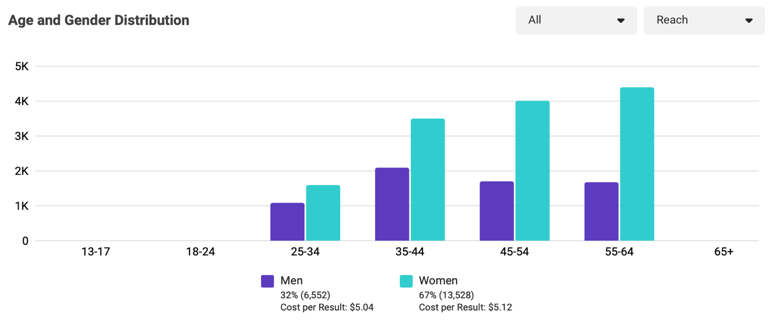 Age and Gender Distribution
All
Reach
5K
4K
3K
2K
1K
0
13-17
18-24
25-34
35-44
45-54
55-64
65+
Men
32% (6,552)
Cost per Result: $5.04
Women
67% (13,528)
Cost per Result: $5.12